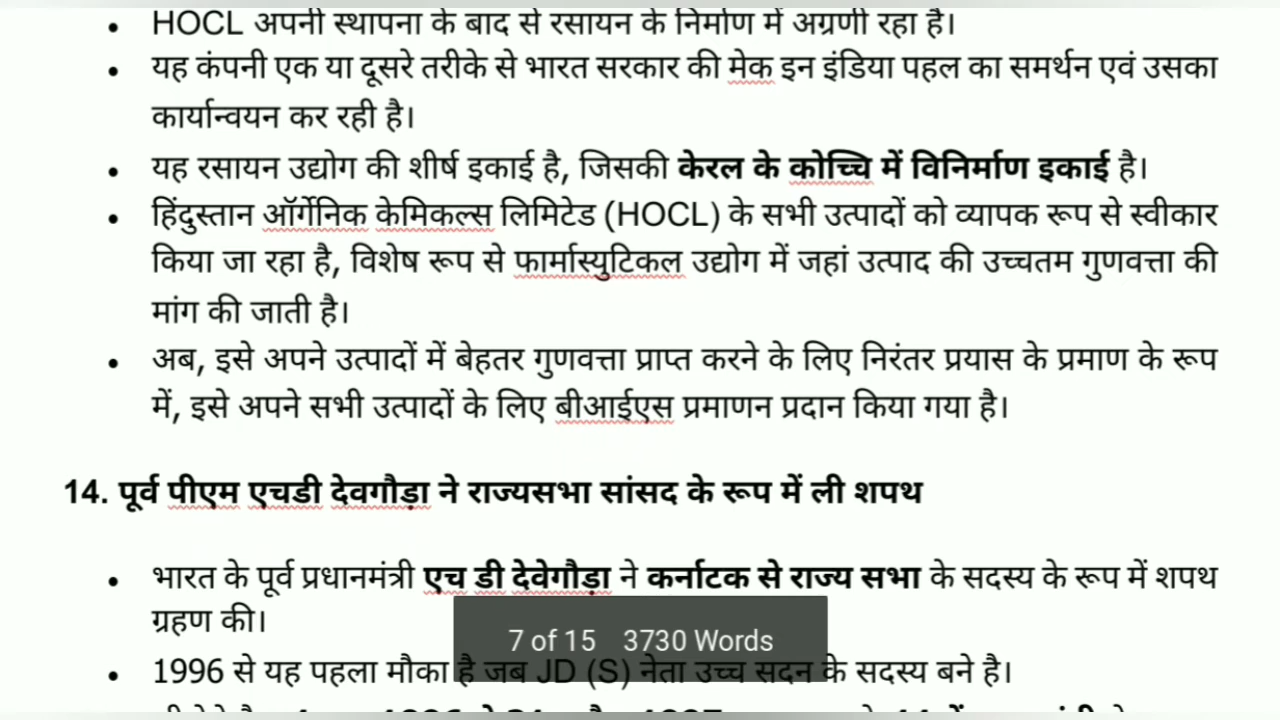 • HOCL अपनी स्थापना के बाद से रसायन के निर्माण में अग्रणी रहा है।
• यह कंपनी एक या दूसरे तरीके से भारत सरकार की मेक इन इंडिया पहल का समर्थन एवं उसका
कार्यान्वयन कर रही है।
• यह रसायन उद्योग की शीर्ष इकाई है, जिसकी केरल के कोच्चि में विनिर्माण इकाई है।
• हिंदुस्तान ऑर्गेनिक केमिकल्स लिमिटेड (HOCL) के सभी उत्पादों को व्यापक रूप से स्वीकार
किया जा रहा है, विशेष रूप से फार्मास्युटिकल उद्योग में जहां उत्पाद की उच्चतम गुणवत्ता की
मांग की जाती है।
• अब, इसे अपने उत्पादों में बेहतर गुणवत्ता प्राप्त करने के लिए निरंतर प्रयास के प्रमाण के रूप
में, इसे अपने सभी उत्पादों के लिए बीआईएस प्रमाणन प्रदान किया गया है।
14. पूर्व पीएम एचडी देवगौड़ा ने राज्यसभा सांसद के रूप में ली शपथ
• भारत के पूर्व प्रधानमंत्री एच डी देवेगौड़ा ने कर्नाटक से राज्य सभा के सदस्य के रूप में शपथ
ग्रहण की।
7 of 15 3730 Words
• 1996 से यह पहला मौका है जब JD (S) नेता उच्च सदन के सदस्य बने है।